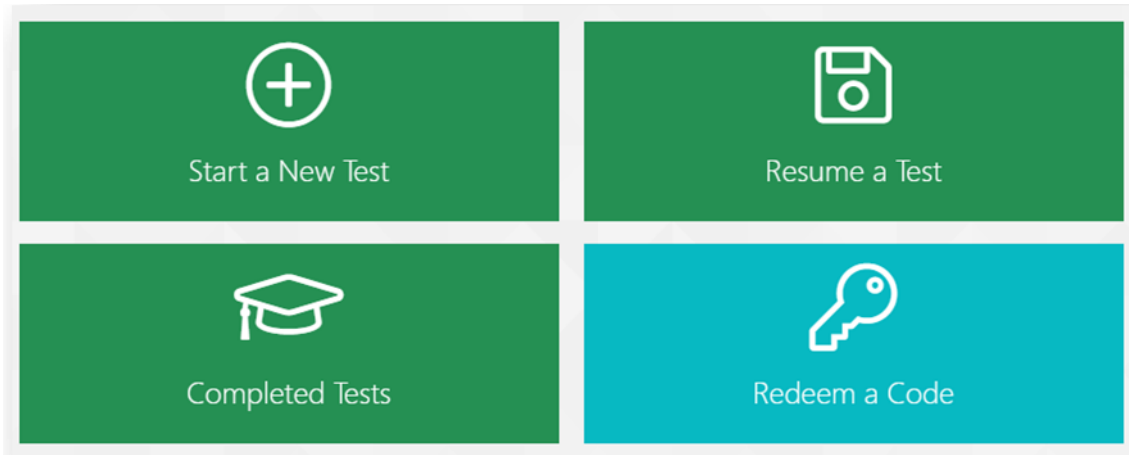 Start a New Test
Resume a Test
Completed Tests
Redeem a Code